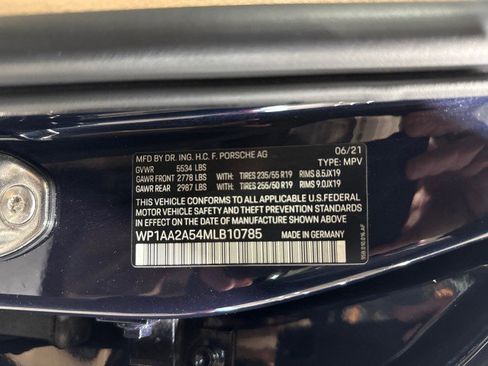 MFD BY DR. ING. H.C. F. PORSCHE AG 06/21
GVWR 5534 LBS TYPE: MPV
GAWR FRONT 2778 LBS WITH: TIRES 235/55 R19 RIMS 8.5JX19
GAWR REAR 2987 LBS WITH: TIRES 255/50 R19 RIMS 9.0JX19
THIS VEHICLE CONFORMS TO ALL APPLICABLE U.S.FEDERAL
MOTOR VEHICLE SAFETY AND THEFT PREVENTION STANDARDS
IN EFFECT ON THE DATE OF MANUFACTURE SHOWN ABOVE.
WP1AA2A54MLB10785 MADE IN GERMANY